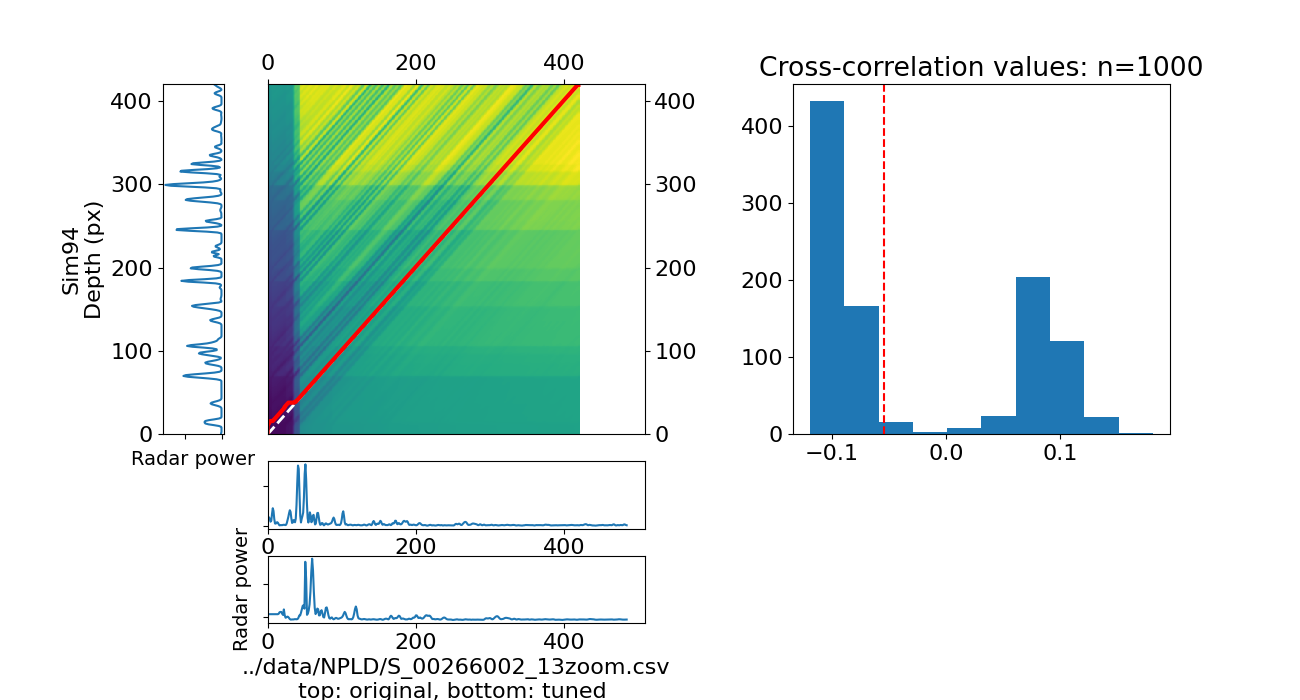 0 200 400
Cross-correlation values: n=1000
400
300
200
100
0
Sim94
Depth (px)
400
300
200
100
0
400
300
200
100
0
−0.1 0.0 0.1
Radar power
0 200 400
Radar power
0 200 400
../data/NPLD/S_00266002_13zoom.csv
top: original, bottom: tuned